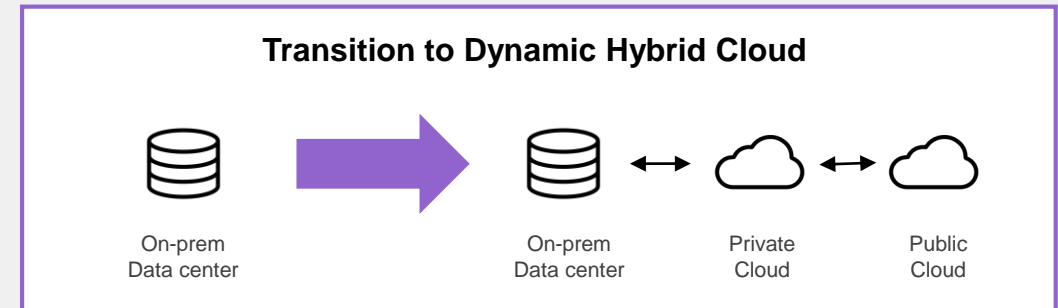 Transition to Dynamic Hybrid Cloud
On-prem
Data center
On-prem
Data center
Private
Cloud
Public
Cloud